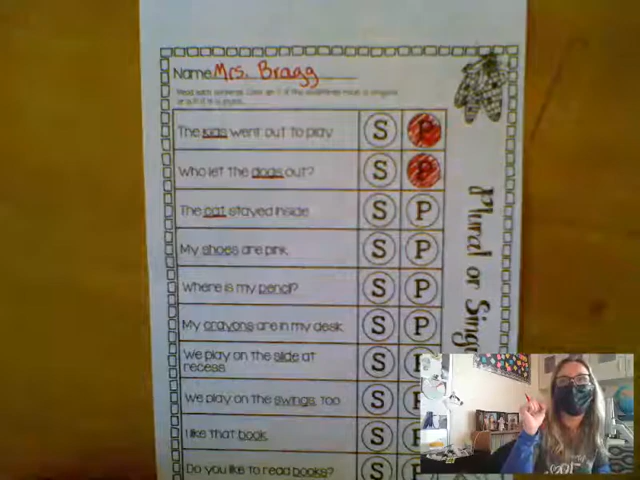 Name Mrs. Bragg
The kids went out to play S P
Who let the dogs out? S P
The cat stayed inside S P
My shoes are pink S P
Where is my pencil? S P
My crayons are in my desk S P
We play on the slide at recess S P
We play on the swings, too S
I like that book. S
Do you like to read books? S
Plural or